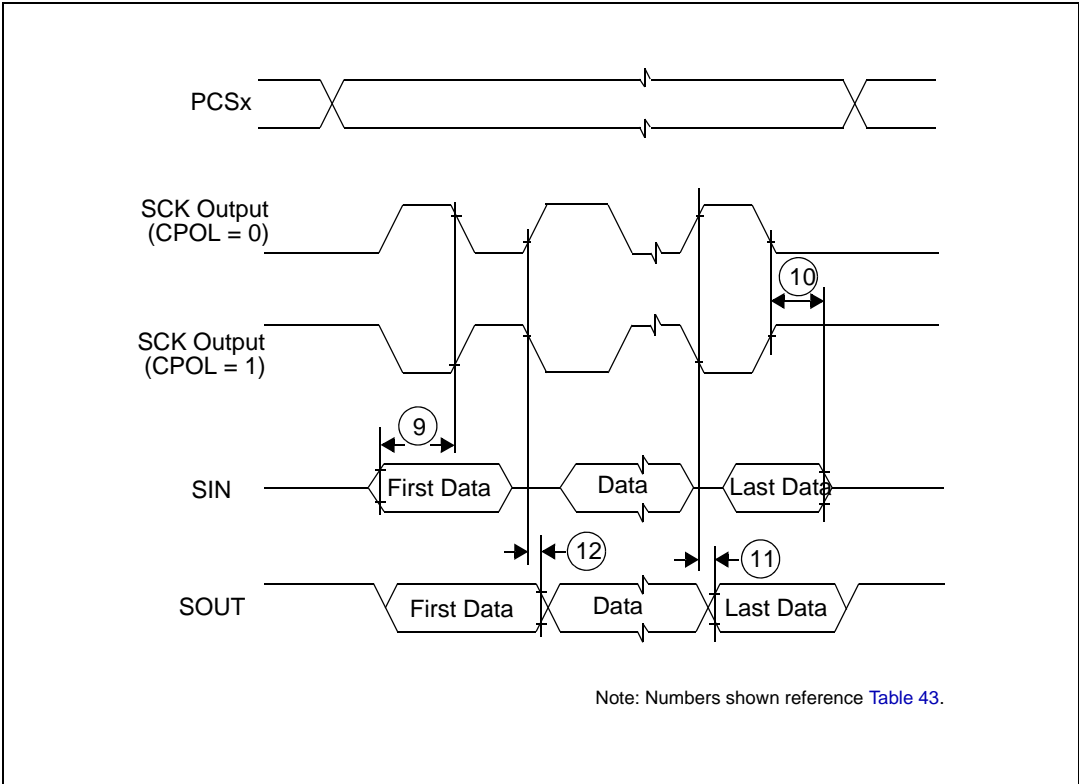 PCSx
SCK Output
(CPOL = 0)
10
SCK Output
(CPOL = 1)
9
SIN
First Data
Data
Last Data
12
11
SOUT
First Data
Data
Last Data
Note: Numbers shown reference Table 43.